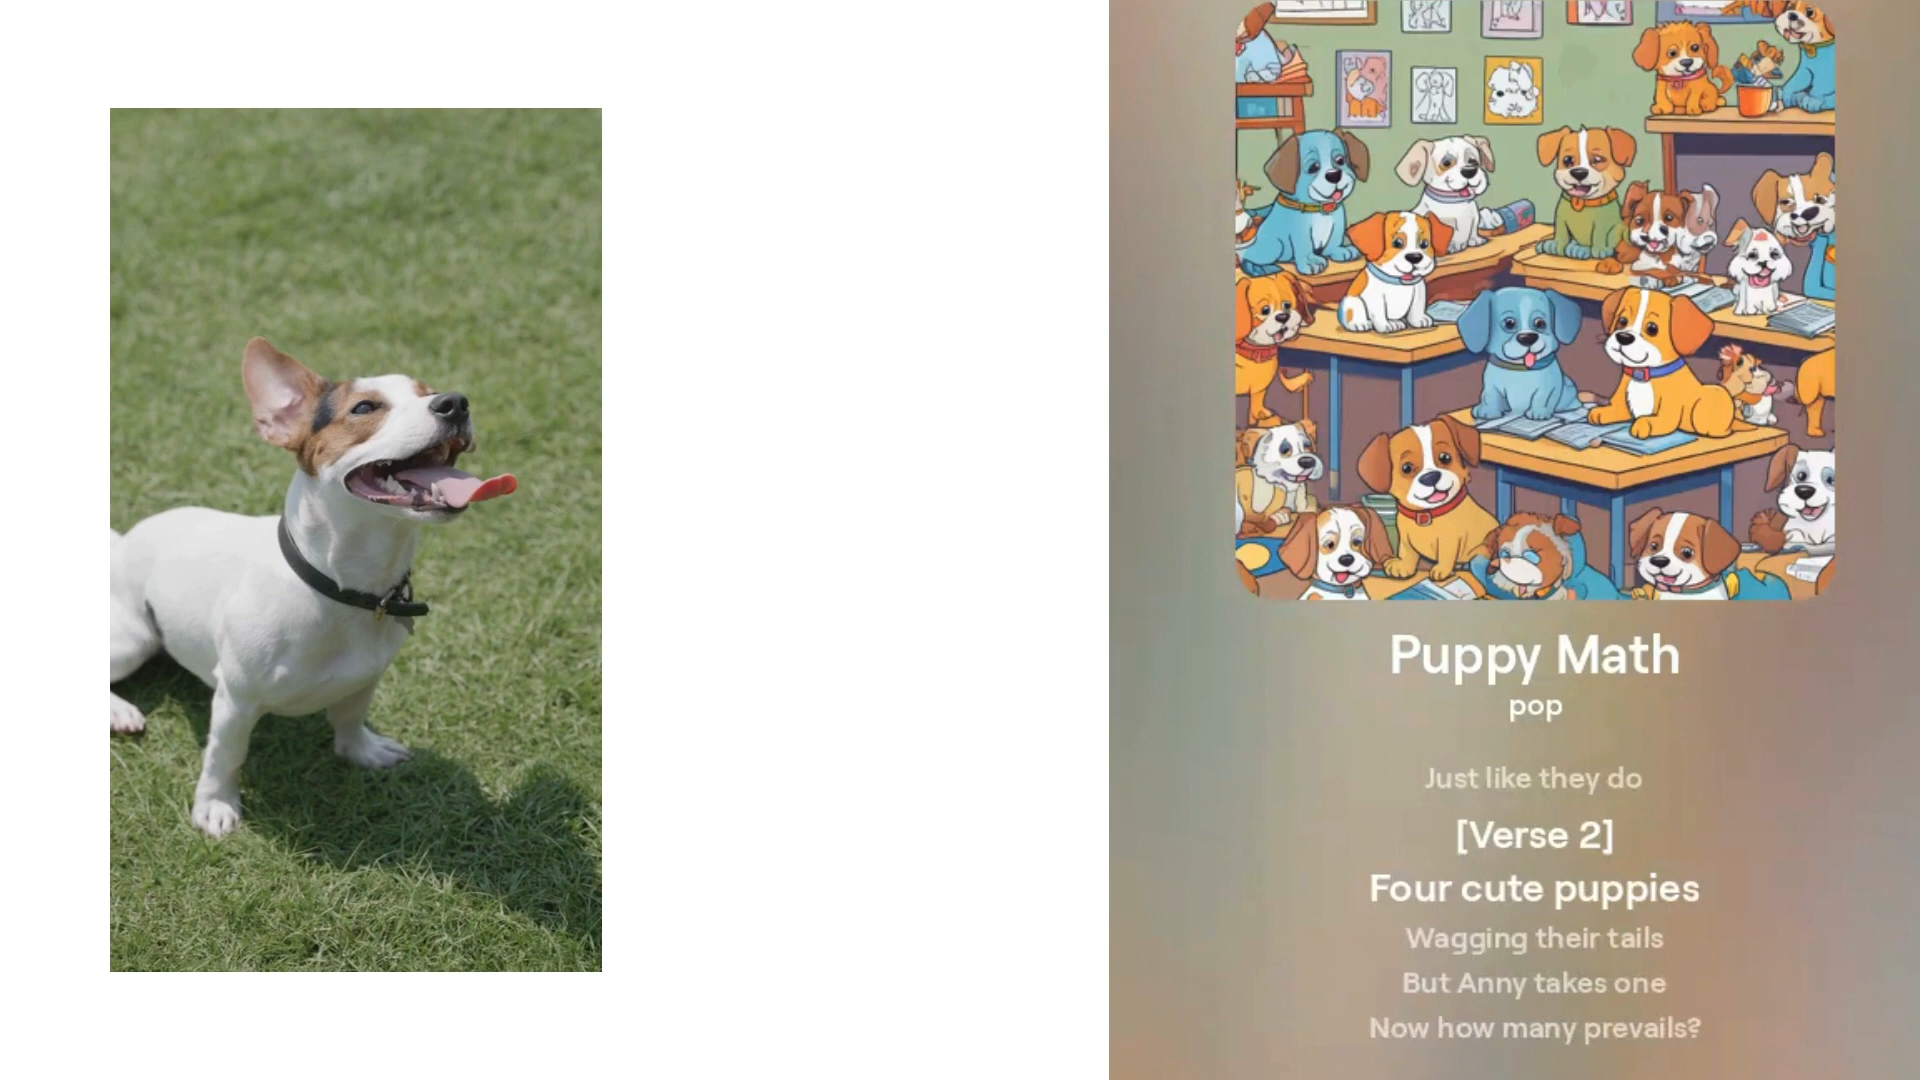 Puppy Math
pop
Just like they do
[Verse 2]
Four cute puppies
Wagging their tails
But Anny takes one
Now how many prevails?